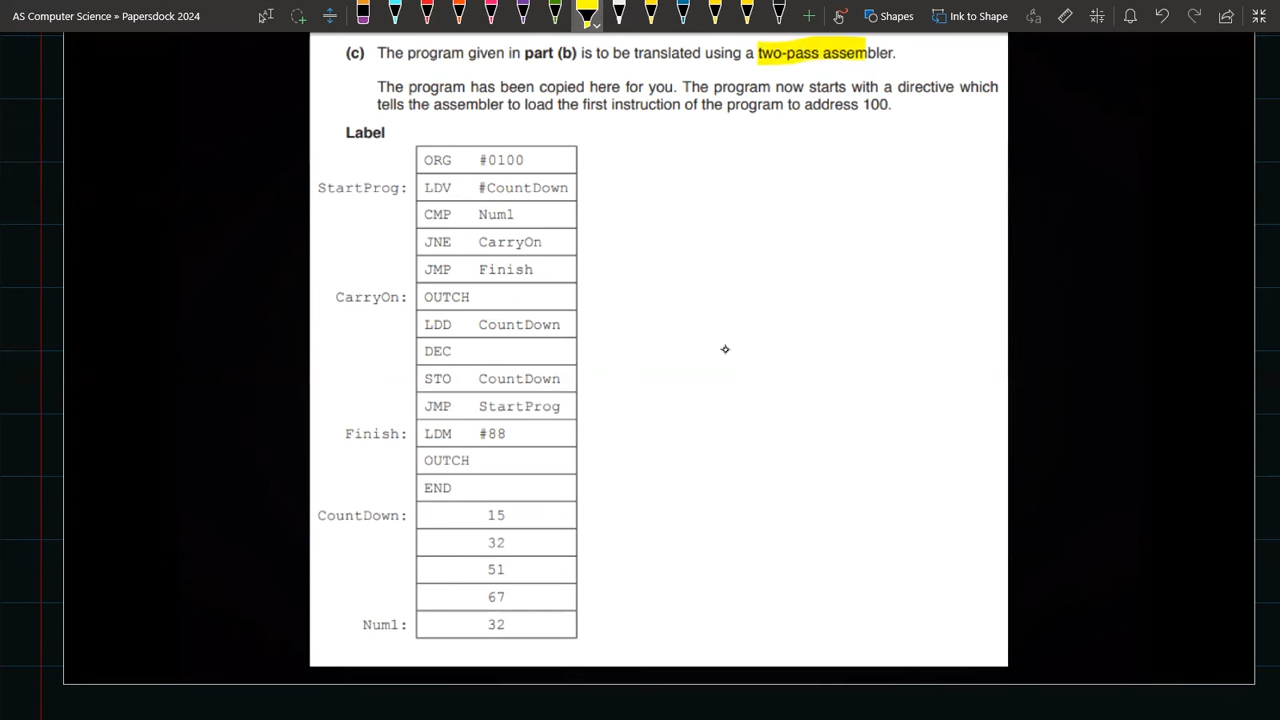 AS Computer Science » Papersdock 2024
Shapes
Ink to Shape
(c) The program given in part (b) is to be translated using a two-pass assembler.
The program has been copied here for you. The program now starts with a directive which
tells the assembler to load the first instruction of the program to address 100.
Label
ORG #0100
StartProg: LDV #CountDown
CMP Num1
JNE CarryOn
JMP Finish
CarryOn: OUTCH
LDD CountDown
DEC
STO CountDown
JMP StartProg
Finish: LDM #88
OUTCH
END
CountDown: 15
32
51
67
Num1: 32